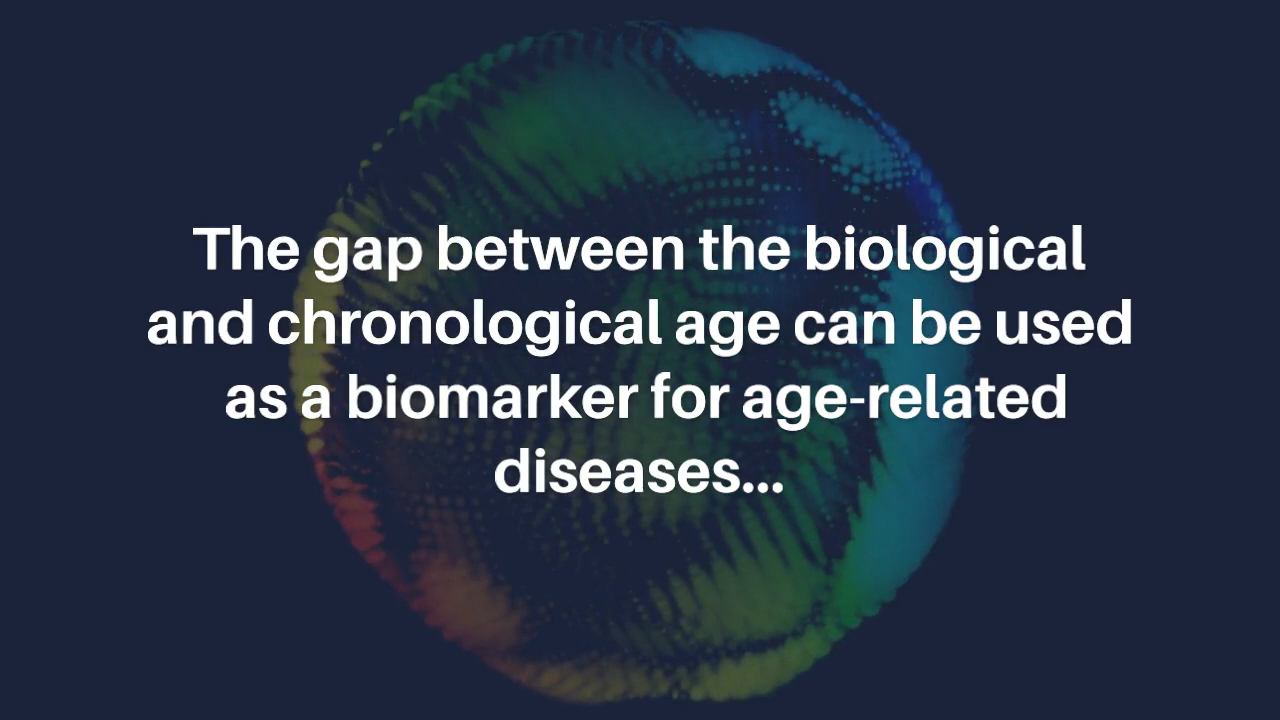 The gap between the biological
and chronological age can be used
as a biomarker for age-related
diseases...